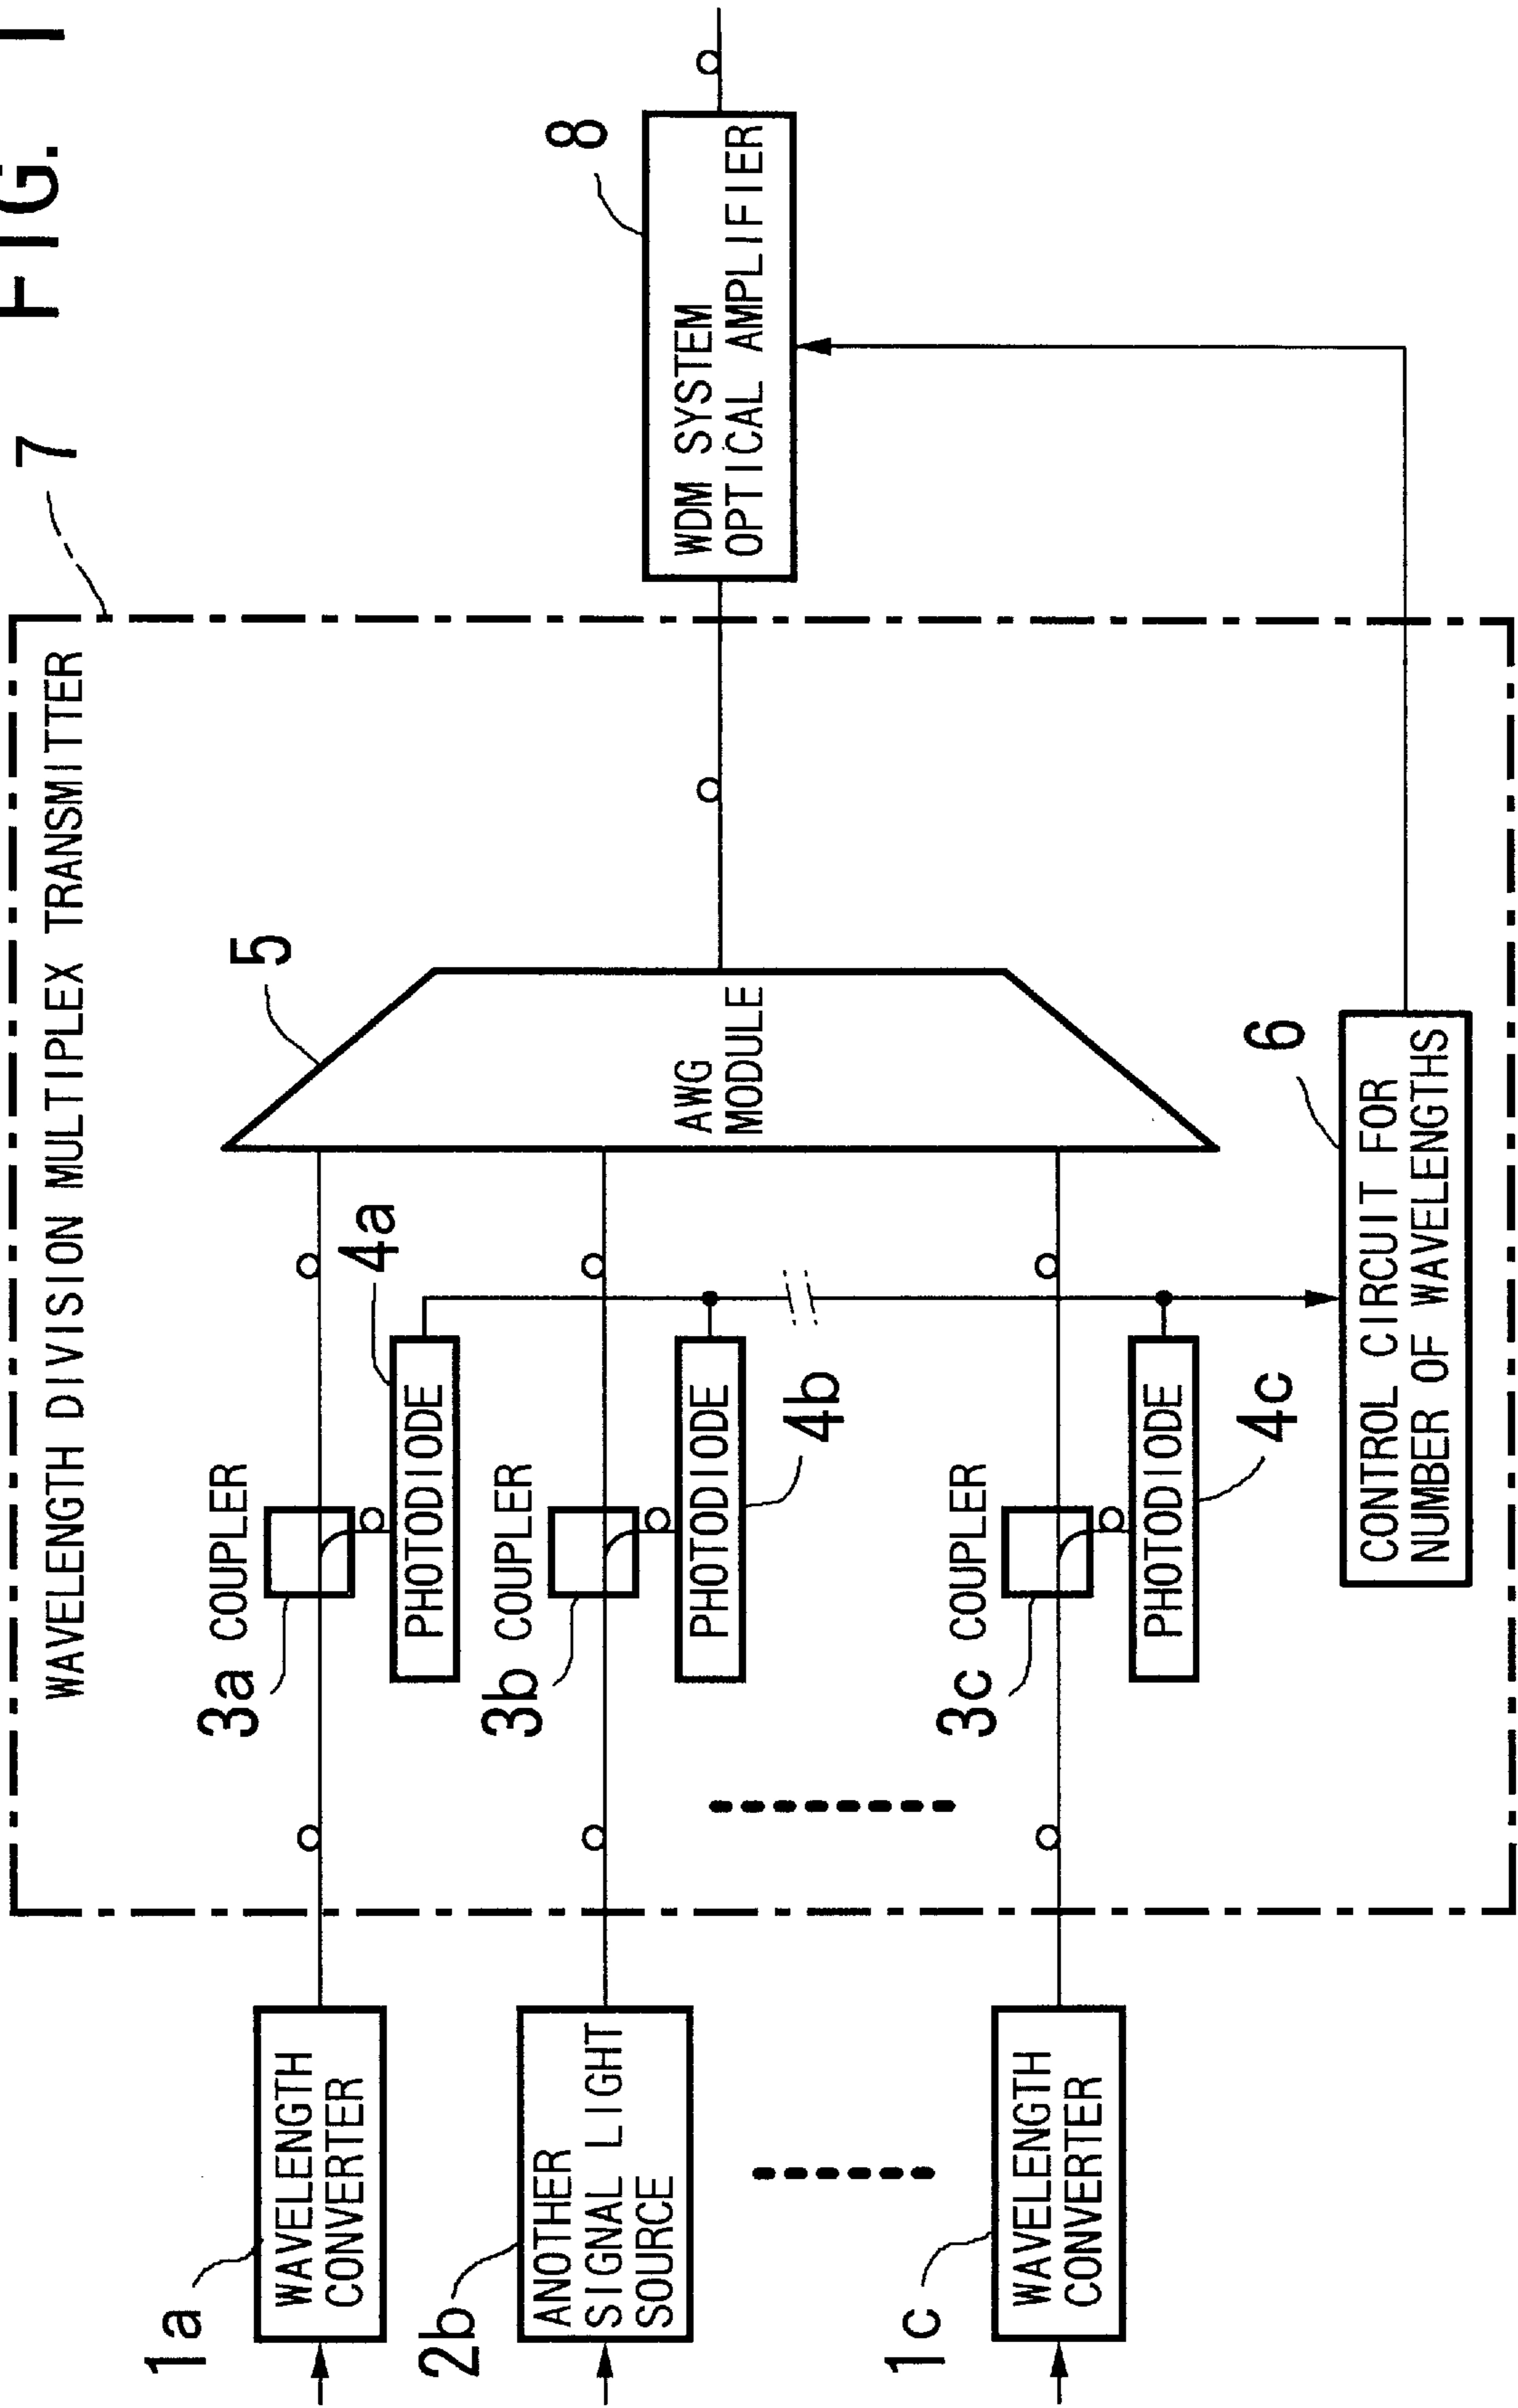 FIG. 1
7
WAVELENGTH DIVISION MULTIPLEX TRANSMITTER
1a
WAVELENGTH
CONVERTER
3a
COUPLER
4a
PHOTODIODE
5
AWG
MODULE
8
WDM SYSTEM
OPTICAL AMPLIFIER
2b
ANOTHER
SIGNAL LIGHT
SOURCE
3b
COUPLER
PHOTODIODE
4b
1c
WAVELENGTH
CONVERTER
3c
COUPLER
PHOTODIODE
4c
6
CONTROL CIRCUIT FOR
NUMBER OF WAVELENGTHS